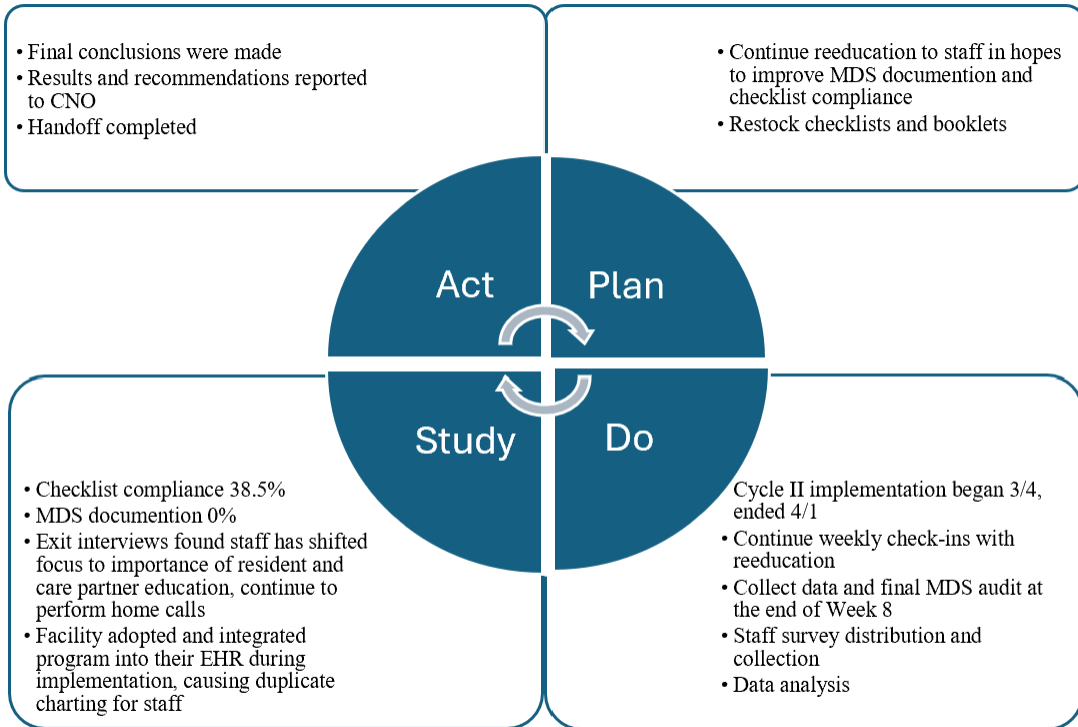 • Final conclusions were made
• Results and recommendations reported
to CNO
• Handoff completed
• Continue reeducation to staff in hopes
to improve MDS documention and
checklist compliance
• Restock checklists and booklets
Act
Plan
Study
Do
• Checklist compliance 38.5%
• MDS documention 0%
• Exit interviews found staff has shifted
focus to importance of resident and
care partner education, continue to
perform home calls
• Facility adopted and integrated
program into their EHR during
implementation, causing duplicate
charting for staff
Cycle II implementation began 3/4,
ended 4/1
• Continue weekly check-ins with
reeducation
• Collect data and final MDS audit at
the end of Week 8
• Staff survey distribution and
collection
• Data analysis